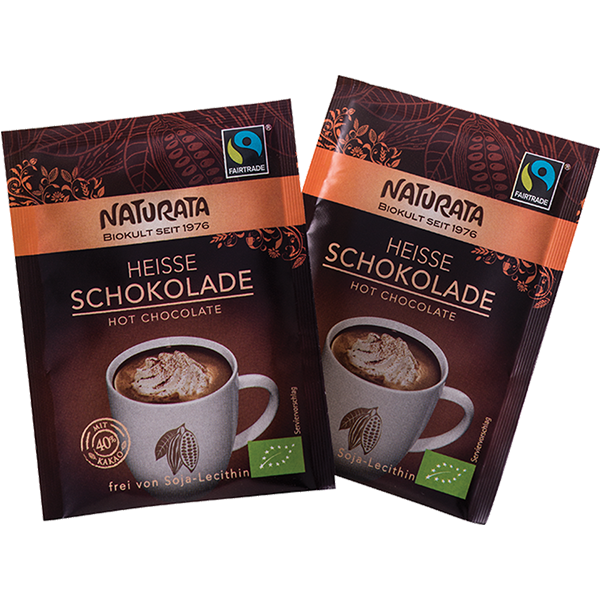 FAIRTRADE
®
NATURATA
BIOKULT SEIT 1976
HEISSE
SCHOKOLADE
HOT CHOCOLATE
MIT
40%
KAKAO
Serviervorschlag
frei von Soja-Lecithin
FAIRTRADE
®
NATURATA
BIOKULT SEIT 1976
HEISSE
SCHOKOLADE
HOT CHOCOLATE
Serviervorschlag
Soja-Lecithin